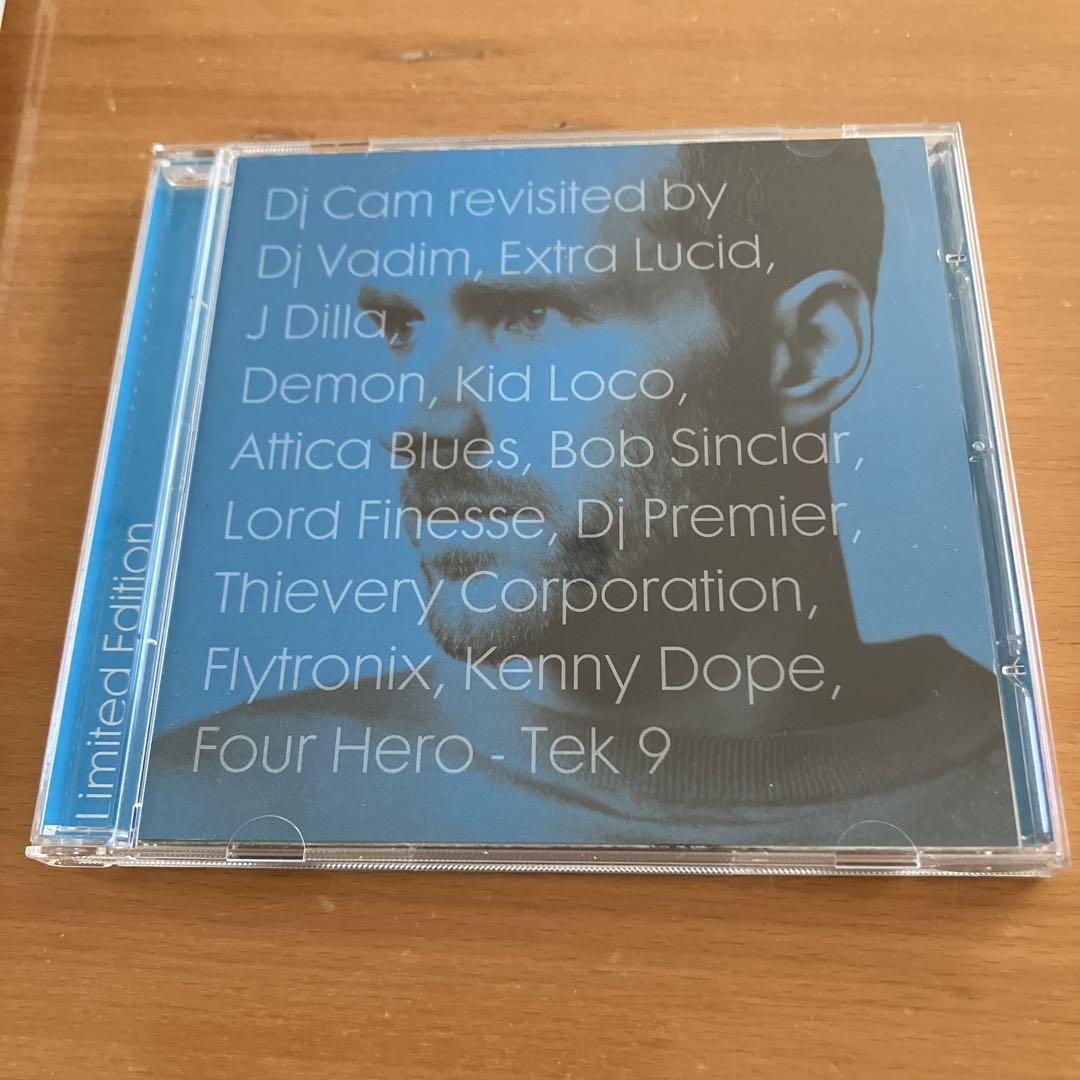 Dj Cam revisited by
Dj Vadim, Extra Lucid,
J Dilla,
Demon, Kid Loco,
Attica Blues, Bob Sinclar,
Lord Finesse, Dj Premier,
Thievery Corporation,
Flytronix, Kenny Dope,
Four Hero - Tek 9
Limited Edition